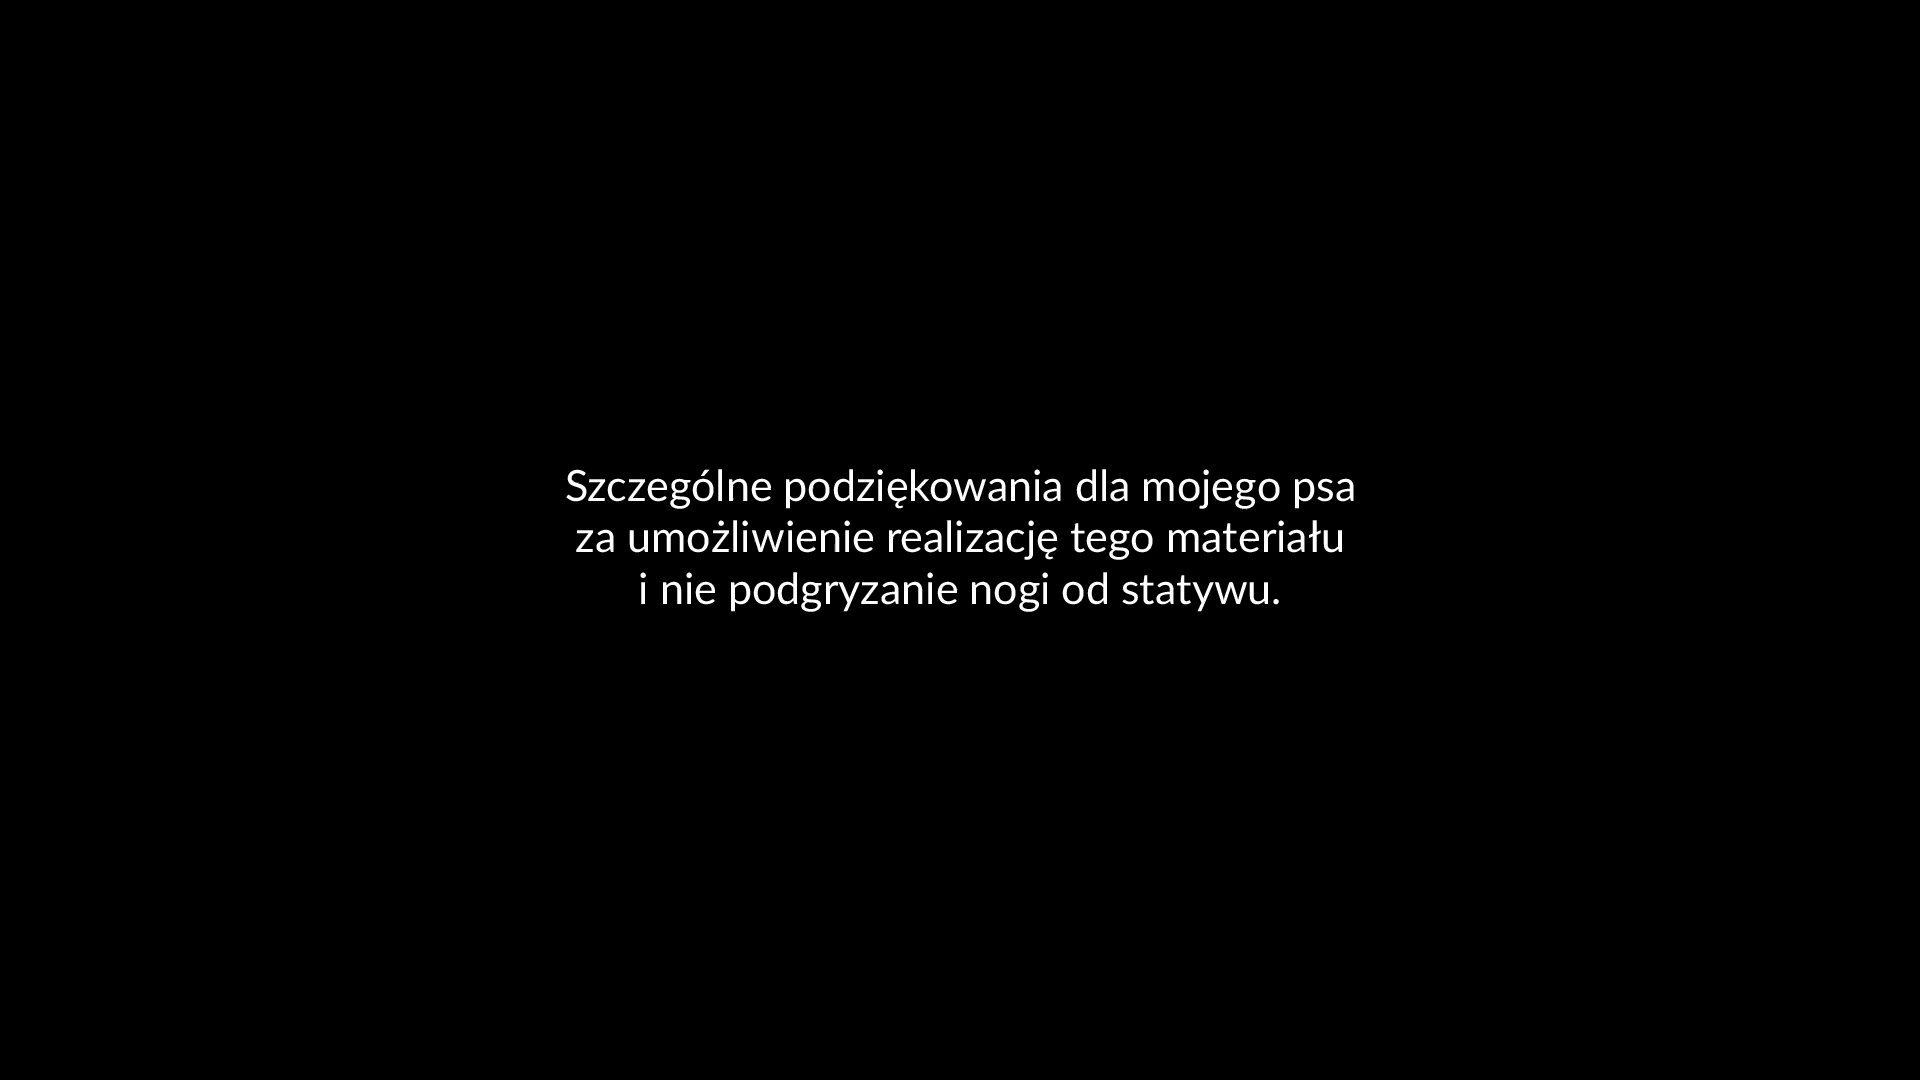 Szczególne podziękowania dla mojego psa
za umożliwienie realizację tego materiału
i nie podgryzanie nogi od statywu.